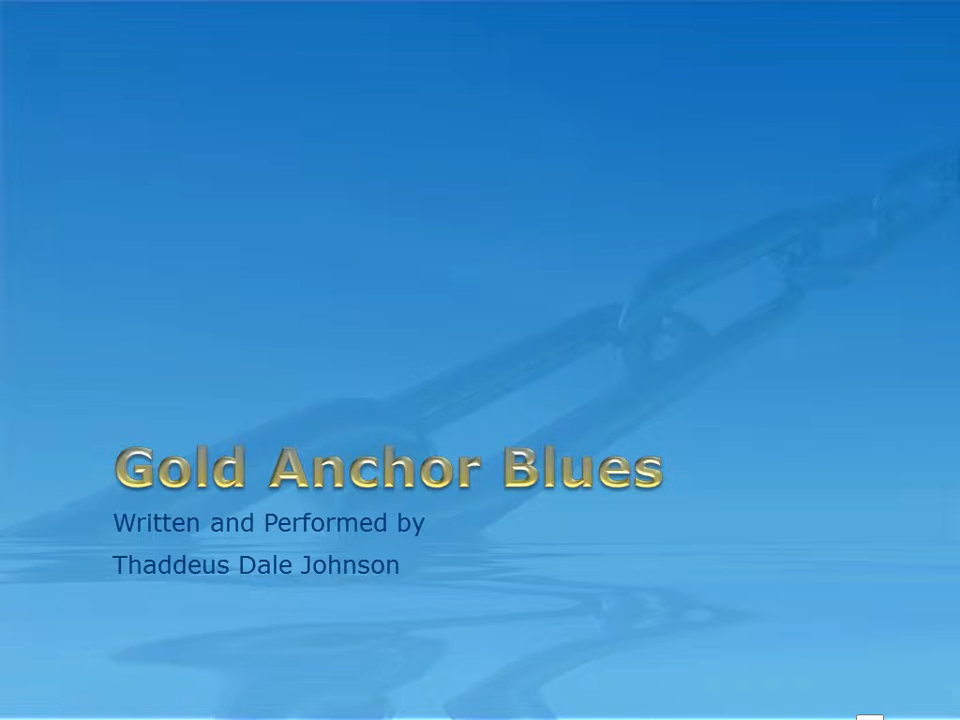 Gold Anchor Blues
Written and Performed by
Thaddeus Dale Johnson